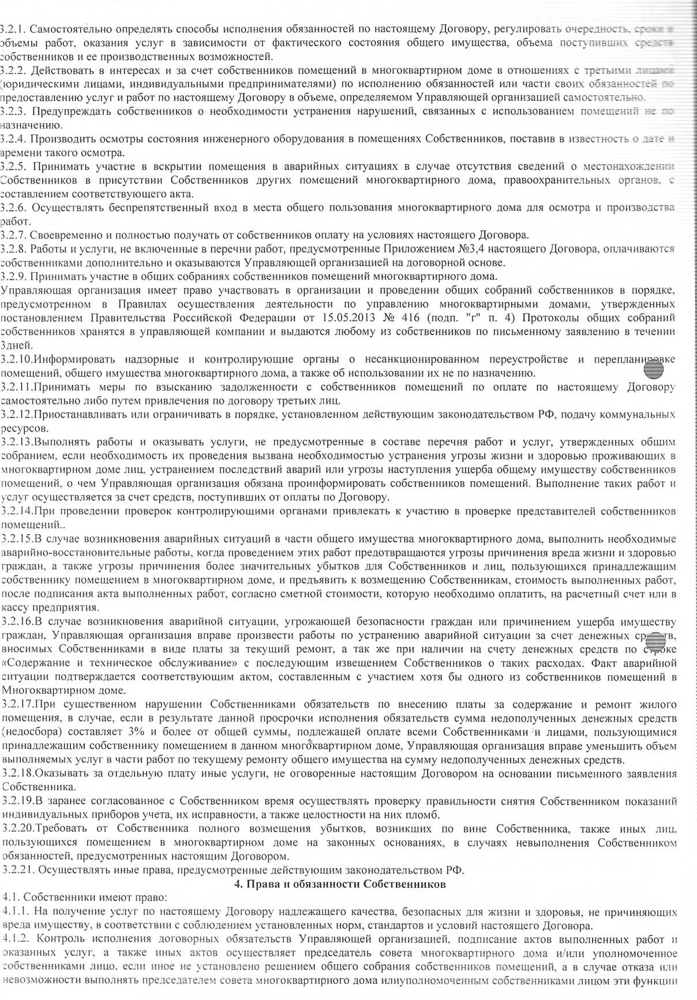 3.2.1. Самостоятельно определять способы исполнения обязанностей по настоящему Договору, регулировать очередность, сроки и
объемы работ, оказания услуг в зависимости от фактического состояния общего имущества, объема поступивших средств
собственников и ее производственных возможностей.
3.2.2. Действовать в интересах и за счет собственников помещений в многоквартирном доме в отношениях с третьими лицами
(юридическими лицами, индивидуальными предпринимателями) по исполнению обязанностей или части своих обязанностей по
предоставлению услуг и работ по настоящему Договору в объеме, определяемом Управляющей организацией самостоятельно.
3.2.3. Предупреждать собственников о необходимости устранения нарушений, связанных с использованием помещений не по
назначению.
3.2.4. Производить осмотры состояния инженерного оборудования в помещениях Собственников, поставив в известность о дате и
времени такого осмотра.
3.2.5. Принимать участие в вскрытии помещения в аварийных ситуациях в случае отсутствия сведений о местонахождении
Собственников в присутствии Собственников других помещений многоквартирного дома, правоохранительных органов, с
составлением соответствующего акта.
3.2.6. Осуществлять беспрепятственный вход в места общего пользования многоквартирного дома для осмотра и производства
работ.
3.2.7. Своевременно и полностью получать от собственников оплату на условиях настоящего Договора.
3.2.8. Работы и услуги, не включенные в перечни работ, предусмотренные Приложением №3,4 настоящего Договора, оплачиваются
собственниками дополнительно и оказываются Управляющей организацией на договорной основе.
3.2.9. Принимать участие в общих собраниях собственников помещений многоквартирного дома.
Управляющая организация имеет право участвовать в организации и проведении общих собраний собственников в порядке,
предусмотренном в Правилах осуществления деятельности по управлению многоквартирными домами, утвержденных
постановлением Правительства Российской Федерации от 15.05.2013 № 416 (подп. "г" п. 4) Протоколы общих собраний
собственников хранятся в управляющей компании и выдаются любому из собственников по письменному заявлению в течении
3дней.
3.2.10.Информировать надзорные и контролирующие органы о несанкционированном переустройстве и перепланировке
помещений, общего имущества многоквартирного дома, а также об использовании их не по назначению.
3.2.11.Принимать меры по взысканию задолженности с собственников помещений по оплате по настоящему Договору
самостоятельно либо путем привлечения по договору третьих лиц.
3.2.12.Приостанавливать или ограничивать в порядке, установленном действующим законодательством РФ, подачу коммунальных
ресурсов.
3.2.13.Выполнять работы и оказывать услуги, не предусмотренные в составе перечня работ и услуг, утвержденных общим
собранием, если необходимость их проведения вызвана необходимостью устранения угрозы жизни и здоровью проживающих в
многоквартирном доме лиц, устранением последствий аварий или угрозы наступления ущерба общему имуществу собственников
помещений, о чем Управляющая организация обязана проинформировать собственников помещений. Выполнение таких работ и
услуг осуществляется за счет средств, поступивших от оплаты по Договору.
3.2.14.При проведении проверок контролирующими органами привлекать к участию в проверке представителей собственников
помещений..
3.2.15.В случае возникновения аварийных ситуаций в части общего имущества многоквартирного дома, выполнить необходимые
аварийно-восстановительные работы, когда проведением этих работ предотвращаются угрозы причинения вреда жизни и здоровью
граждан, а также угрозы причинения более значительных убытков для Собственников и лиц, пользующихся принадлежащим
собственнику помещением в многоквартирном доме, и предъявить к возмещению Собственникам, стоимость выполненных работ,
после подписания акта выполненных работ, согласно сметной стоимости, которую необходимо оплатить, на расчетный счет или в
кассу предприятия.
3.2.16.В случае возникновения аварийной ситуации, угрожающей безопасности граждан или причинением ущерба имуществу
граждан, Управляющая организация вправе произвести работы по устранению аварийной ситуации за счет денежных средств,
вносимых Собственниками в виде платы за текущий ремонт, а так же при наличии на счету денежных средств по строке
«Содержание и техническое обслуживание» с последующим извещением Собственников о таких расходах. Факт аварийной
ситуации подтверждается соответствующим актом, составленным с участием хотя бы одного из собственников помещений в
Многоквартирном доме.
3.2.17.При существенном нарушении Собственниками обязательств по внесению платы за содержание и ремонт жилого
помещения, в случае, если в результате данной просрочки исполнения обязательств сумма недополученных денежных средств
(недосбора) составляет 3% и более от общей суммы, подлежащей оплате всеми Собственниками и лицами, пользующимися
принадлежащим собственнику помещением в данном многоквартирном доме, Управляющая организация вправе уменьшить объем
выполняемых услуг в части работ по текущему ремонту общего имущества на сумму недополученных денежных средств.
3.2.18.Оказывать за отдельную плату иные услуги, не оговоренные настоящим Договором на основании письменного заявления
Собственника.
3.2.19.В заранее согласованное с Собственником время осуществлять проверку правильности снятия Собственником показаний
индивидуальных приборов учета, их исправности, а также целостности на них пломб.
3.2.20.Требовать от Собственника полного возмещения убытков, возникших по вине Собственника, также иных лиц,
пользующихся помещением в многоквартирном доме на законных основаниях, в случаях невыполнения Собственником
обязанностей, предусмотренных настоящим Договором.
3.2.21. Осуществлять иные права, предусмотренные действующим законодательством РФ.
4. Права и обязанности Собственников
4.1. Собственники имеют право:
4.1.1. На получение услуг по настоящему Договору надлежащего качества, безопасных для жизни и здоровья, не причиняющих
вреда имуществу, в соответствии с соблюдением установленных норм, стандартов и условий настоящего Договора.
4.1.2. Контроль исполнения договорных обязательств Управляющей организацией, подписание актов выполненных работ и
оказанных услуг, а также иных актов осуществляет председатель совета многоквартирного дома и/или уполномоченное
собственниками лицо, если иное не установлено решением общего собрания собственников помещений, а в случае отказа или
невозможности выполнять председателем совета многоквартирного дома илиуполномоченным собственниками лицом эти функции